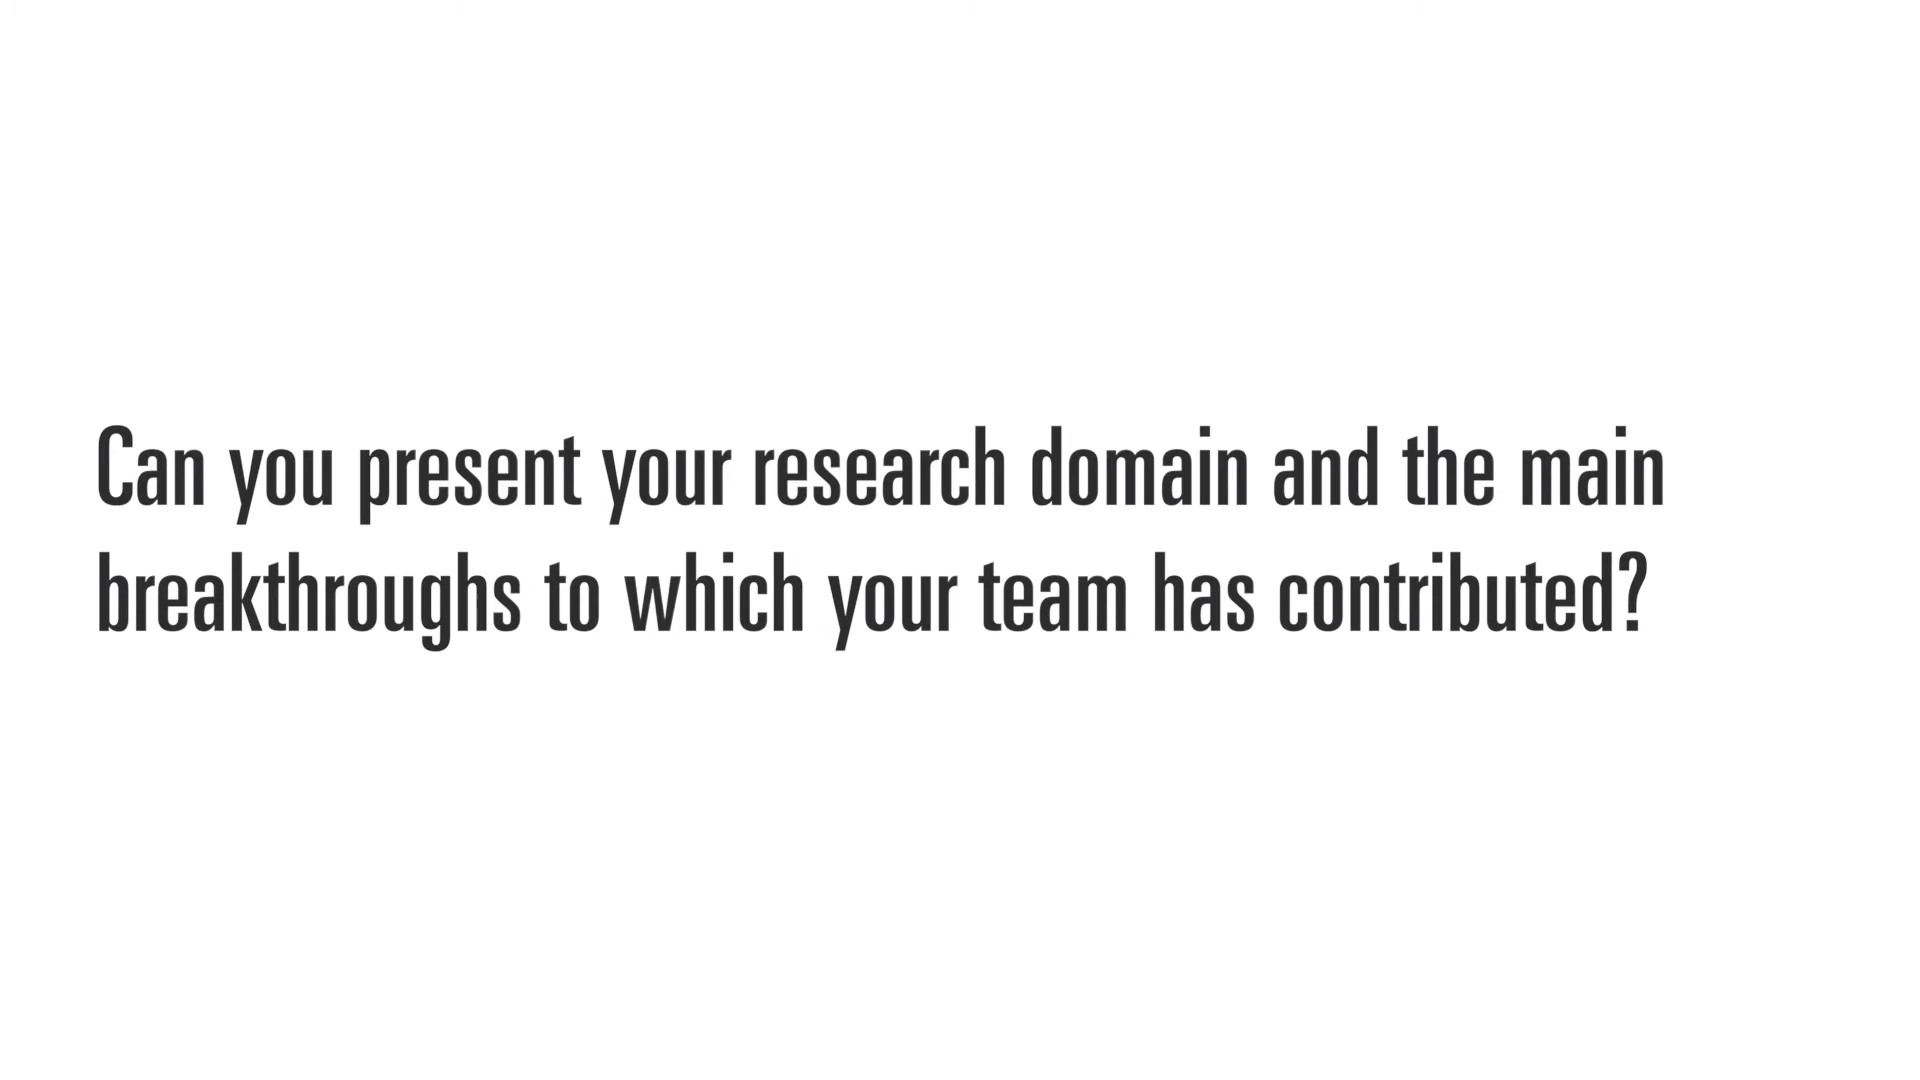 Can you present your research domain and the main
breakthroughs to which your team has contributed?